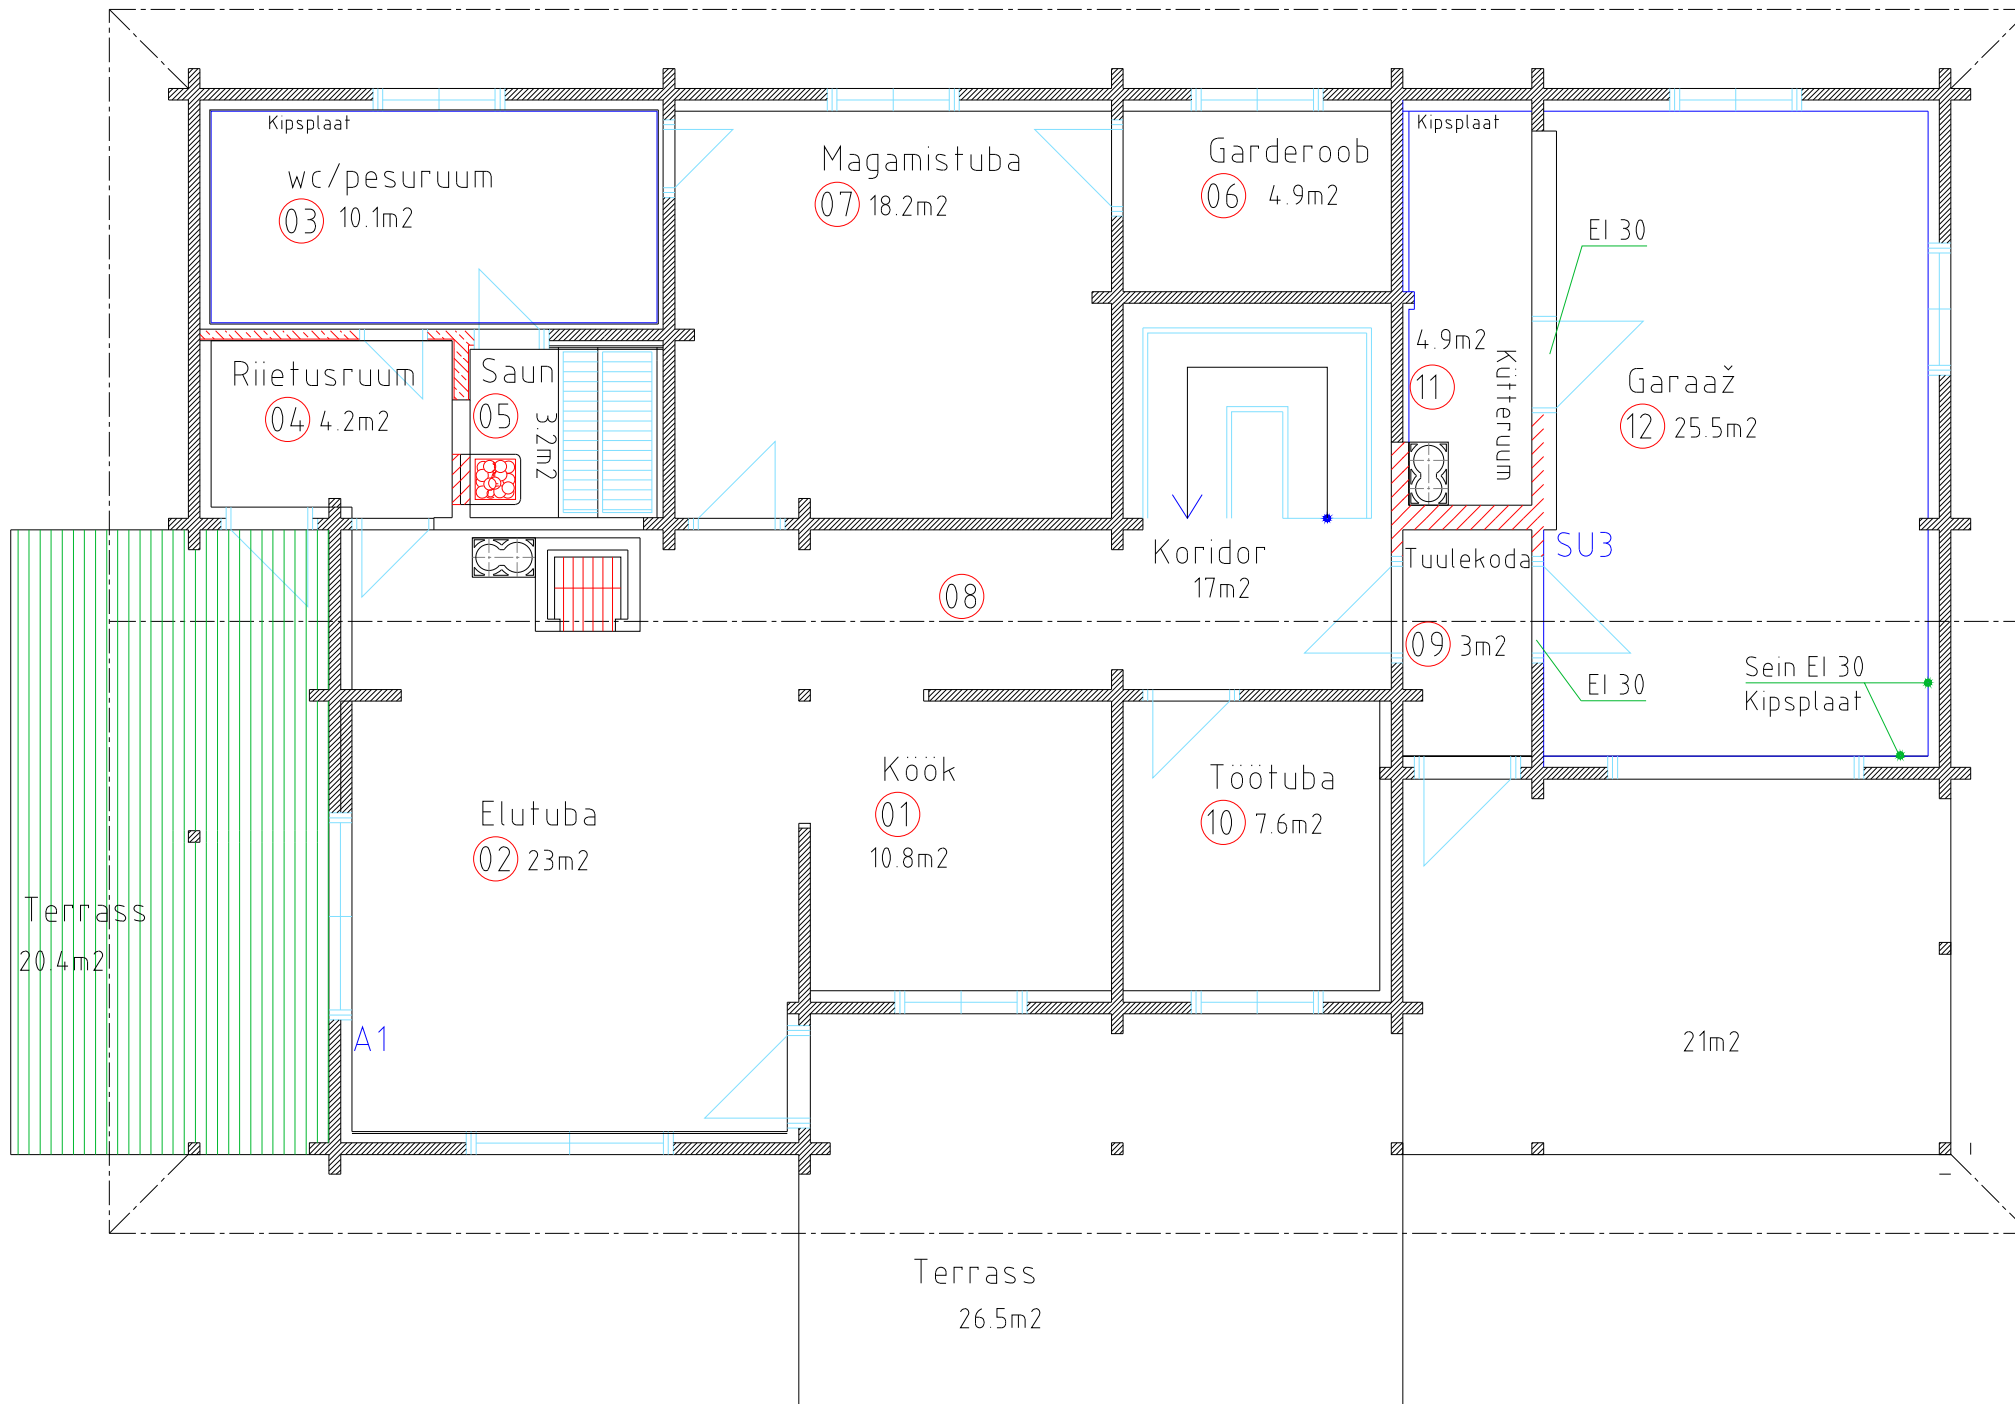 Kipsplaat
wc/pesuruum
03 10.1m2
Magamistuba
07 18.2m2
Garderoob
06 4.9m2
Kipsplaat
EI 30
Riietusruum
04 4.2m2
Saun
05
3.2m2
4.9m2
11
Kütteruum
Garaaž
12 25.5m2
Koridor
17m2
08
Tuulekoda
09 3m2
SU3
EI 30
Sein EI 30
Kipsplaat
Köök
01
10.8m2
Töötuba
10 7.6m2
Elutuba
02 23m2
Terrass
20.4m2
A1
21m2
Terrass
26.5m2